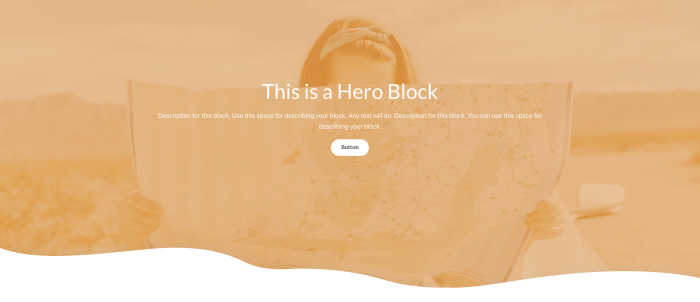 This is a Hero Block
Description for this block. Use this space for describing your block. Any text will do. Description for this block. You can use this space for
describing your block.
Button